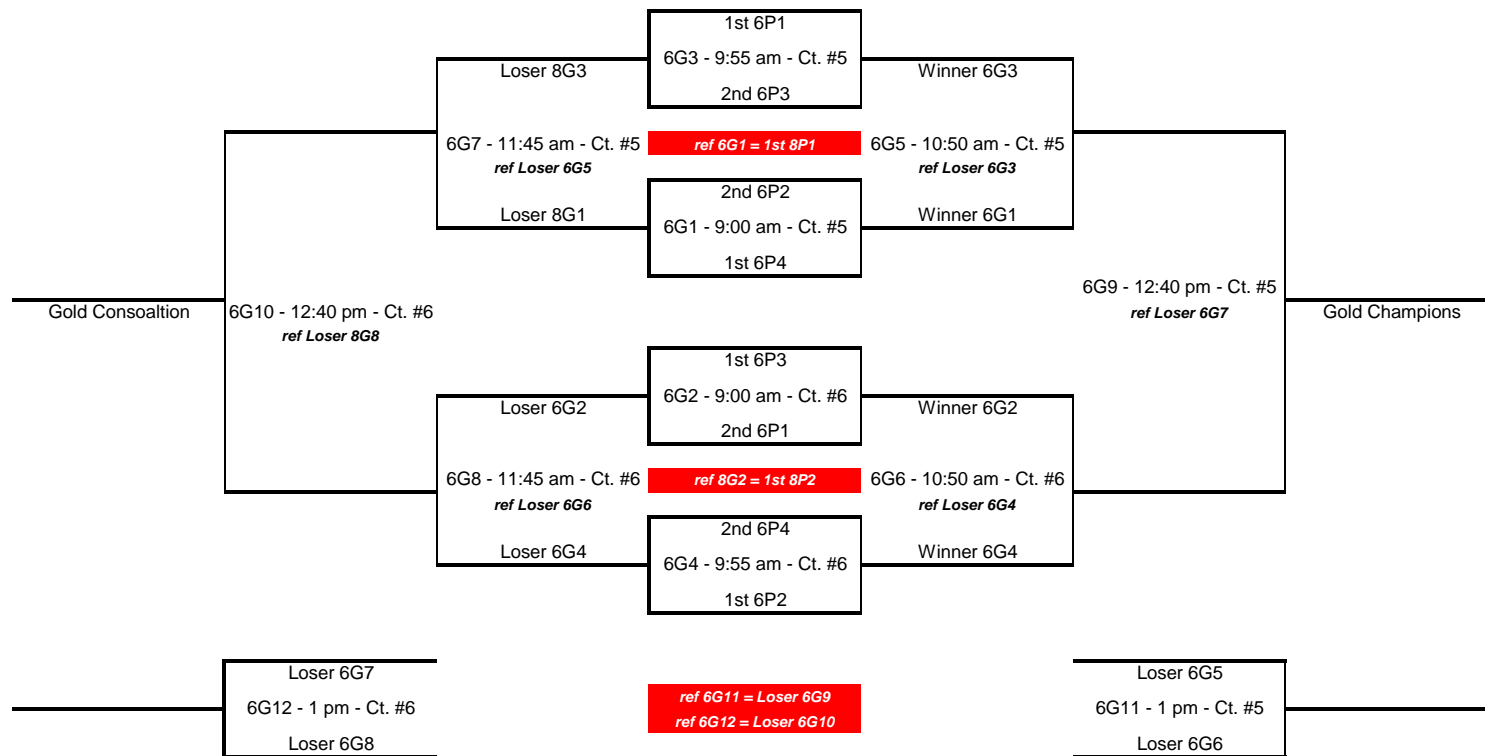 1st 6P1
6G3 - 9:55 am - Ct. #5
Loser 8G3
Winner 6G3
2nd 6P3
6G7 - 11:45 am - Ct. #5
ref 6G1 = 1st 8P1
6G5 - 10:50 am - Ct. #5
ref Loser 6G5
ref Loser 6G3
2nd 6P2
Loser 8G1
Winner 6G1
6G1 - 9:00 am - Ct. #5
1st 6P4
6G9 - 12:40 pm - Ct. #5
Gold Consoaltion
6G10 - 12:40 pm - Ct. #6
ref Loser 6G7
Gold Champions
ref Loser 8G8
1st 6P3
6G2 - 9:00 am - Ct. #6
Loser 6G2
Winner 6G2
2nd 6P1
6G8 - 11:45 am - Ct. #6
ref 8G2 = 1st 8P2
6G6 - 10:50 am - Ct. #6
ref Loser 6G6
ref Loser 6G4
2nd 6P4
Loser 6G4
Winner 6G4
6G4 - 9:55 am - Ct. #6
1st 6P2
Loser 6G7
Loser 6G5
ref 6G11 = Loser 6G9
6G12 - 1 pm - Ct. #6
6G11 - 1 pm - Ct. #5
ref 6G12 = Loser 6G10
Loser 6G8
Loser 6G6